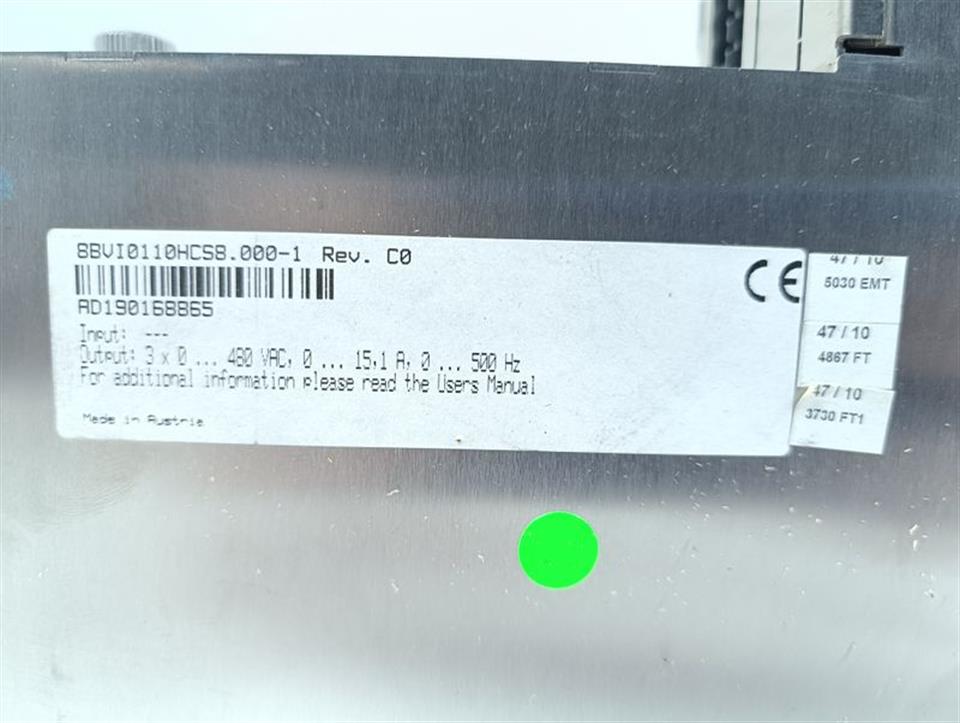 8BVI0110HCS8.000-1 Rev. C0
AD190168865
Input: ---
Output: 3 x 0 ... 480 VAC, 0 ... 15.1 A, 0 ... 500 Hz
For additional information please read the Users Manual
Made in Austria
CE
47 / 10
5030 EMT
47 / 10
4867 FT
47 / 10
3730 FT1